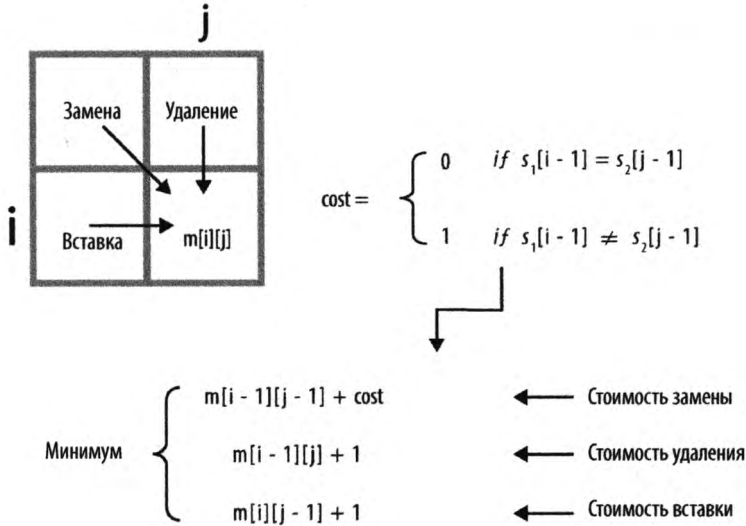 j
Замена Удаление
i Вставка m[i][j]
cost = 0 if s₁[i - 1] = s₂[j - 1]
1 if s₁[i - 1] ≠ s₂[j - 1]
m[i - 1][j - 1] + cost Стоимость замены
Минимум m[i - 1][j] + 1 Стоимость удаления
m[i][j - 1] + 1 Стоимость вставки